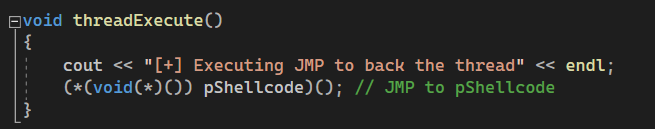 void threadExecute()
{
cout << "[+] Executing JMP to back the thread" << endl;
(*(void(*)()) pShellcode)(); // JMP to pShellcode
}